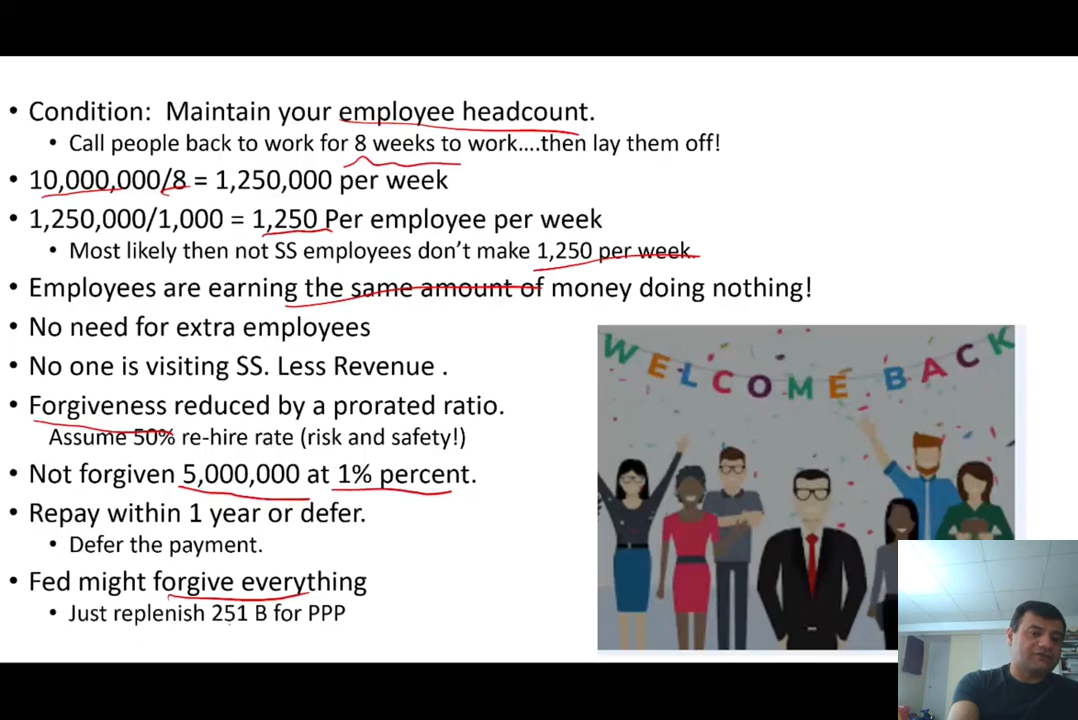 • Condition:  Maintain your employee headcount.
• Call people back to work for 8 weeks to work....then lay them off!
• 10,000,000/8 = 1,250,000 per week
• 1,250,000/1,000 = 1,250 Per employee per week
• Most likely then not SS employees don't make 1,250 per week.
• Employees are earning the same amount of money doing nothing!
• No need for extra employees
• No one is visiting SS. Less Revenue .
• Forgiveness reduced by a prorated ratio.
Assume 50% re-hire rate (risk and safety!)
• Not forgiven 5,000,000 at 1% percent.
• Repay within 1 year or defer.
• Defer the payment.
• Fed might forgive everything
• Just replenish 251 B for PPP
WELCOME BACK